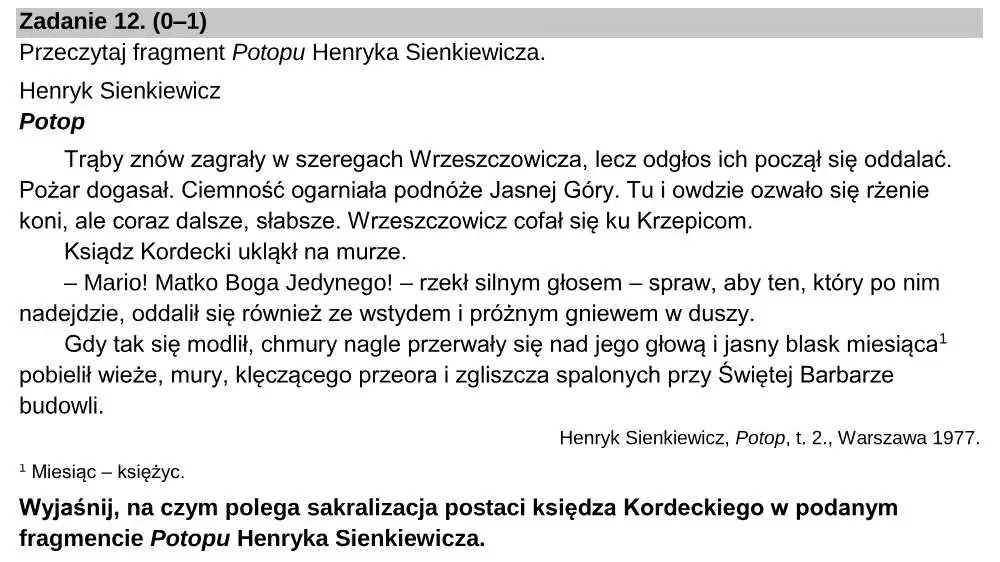 Zadanie 12. (0–1)
Przeczytaj fragment Potopu Henryka Sienkiewicza.
Henryk Sienkiewicz
Potop
Trąby znów zagrały w szeregach Wrzeszczowicza, lecz odgłos ich począł się oddalać.
Pożar dogasał. Ciemność ogarniała podnóże Jasnej Góry. Tu i owdzie ozwało się rżenie
koni, ale coraz dalsze, słabsze. Wrzeszczowicz cofał się ku Krzepicom.
Ksiądz Kordecki ukląkł na murze.
– Mario! Matko Boga Jedynego! – rzekł silnym głosem – spraw, aby ten, który po nim
nadejdzie, oddalił się również ze wstydem i próżnym gniewem w duszy.
Gdy tak się modlił, chmury nagle przerwały się nad jego głową i jasny blask miesiąca¹
pobielił wieże, mury, klęczącego przeora i zgliszcza spalonych przy Świętej Barbarze
budowli.
Henryk Sienkiewicz, Potop, t. 2., Warszawa 1977.
¹ Miesiąc – księżyc.
Wyjaśnij, na czym polega sakralizacja postaci księdza Kordeckiego w podanym
fragmencie Potopu Henryka Sienkiewicza.